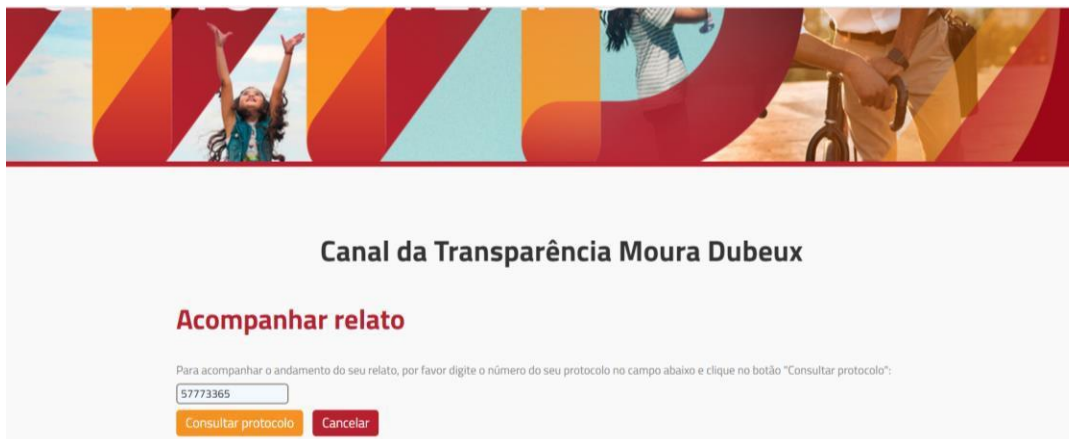 Canal da Transparência Moura Dubeux
Acompanhar relato
Para acompanhar o andamento do seu relato, por favor digite o número do seu protocolo no campo abaixo e clique no botão "Consultar protocolo":
57773365
Consultar protocolo Cancelar